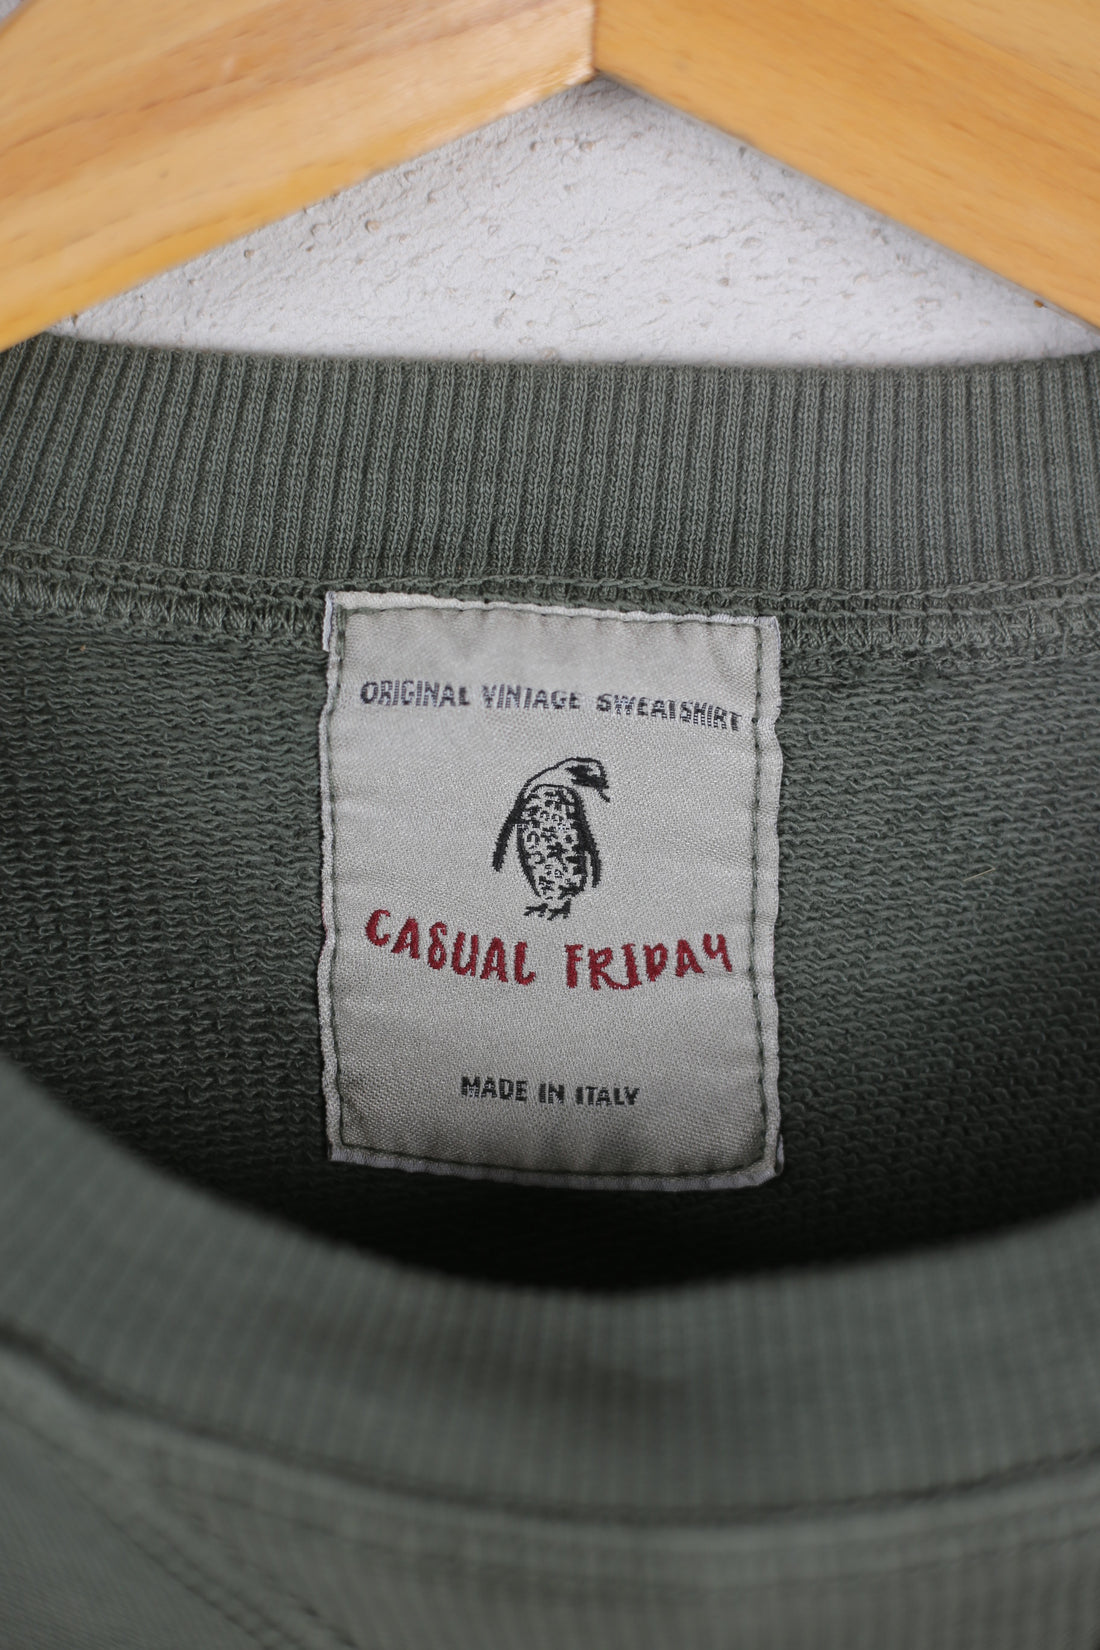 ORIGINAL VINTAGE SWEATSHIRT
CASUAL FRIDAY
MADE IN ITALY